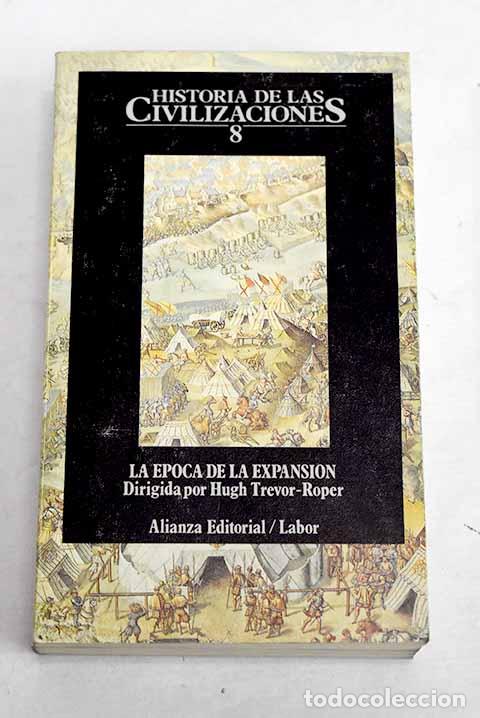 HISTORIA DE LAS
CIVILIZACIONES
8
LA EPOCA DE LA EXPANSION
Dirigida por Hugh Trevor-Roper
Alianza Editorial / Labor
todocoleccion